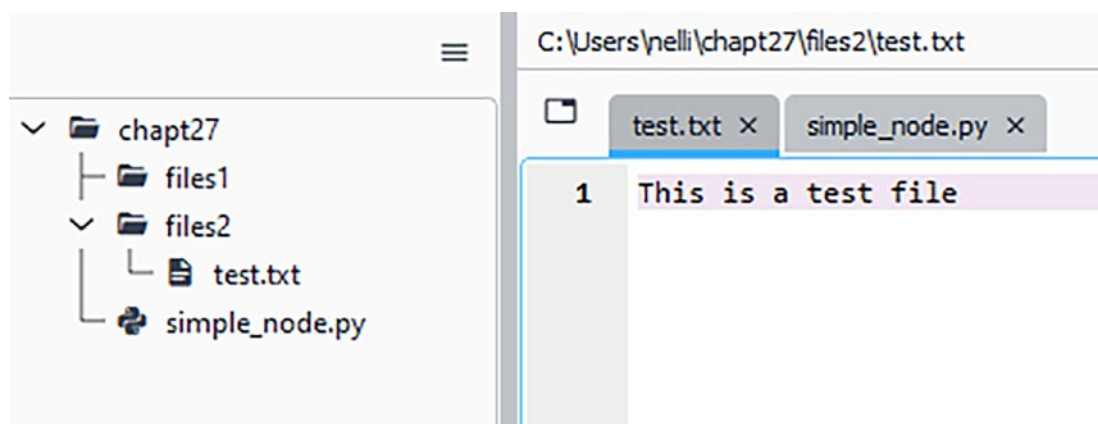 C:\Users\nelli\chapt27\files2\test.txt
chapt27
files1
files2
test.txt
simple_node.py
test.txt × simple_node.py ×
1 This is a test file